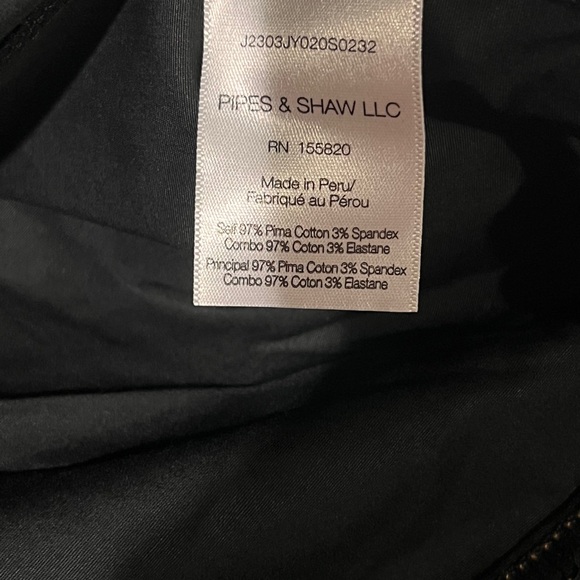 J2303JY020S0232
PIPES & SHAW LLC
RN 155820
Made in Peru/
Fabriqué au Pérou
Self 97% Pima Cotton 3% Spandex
Combo 97% Coton 3% Elastane
Principal 97% Pima Coton 3% Spandex
Combo 97% Coton 3% Elastane